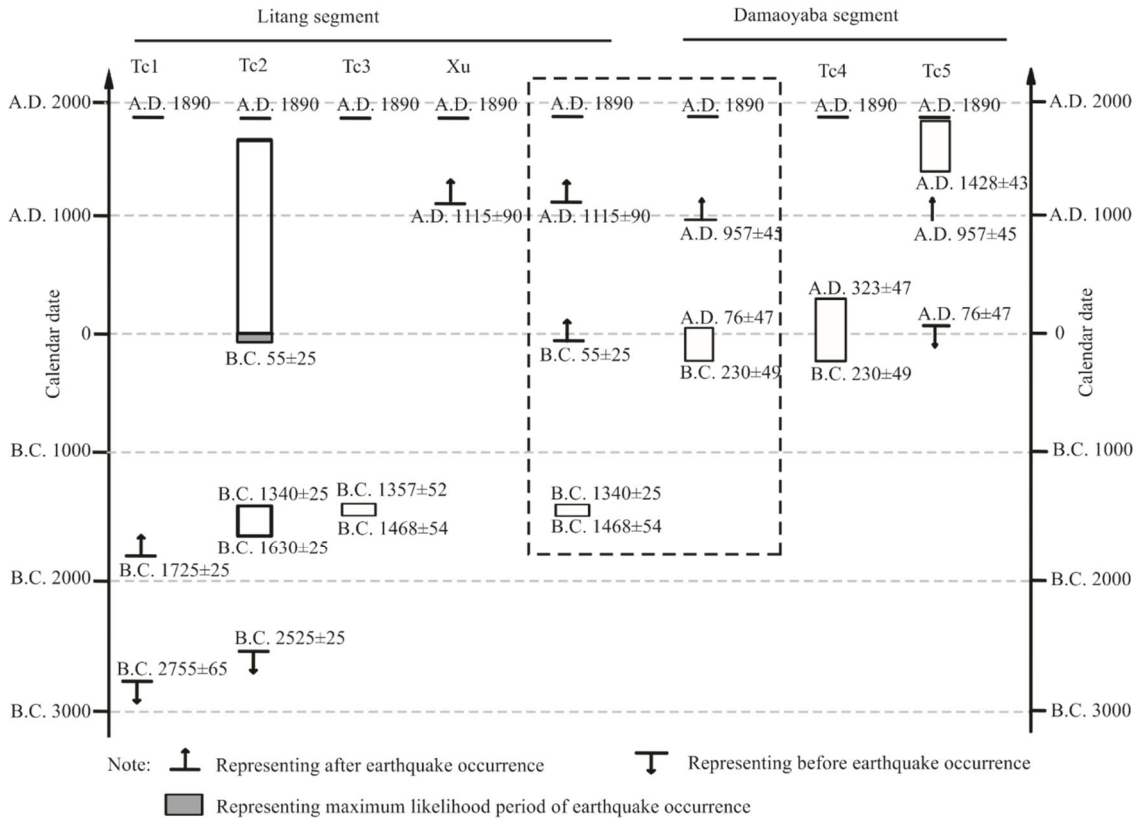 Litang segment
Damaoyaba segment
Tc1 Tc2 Tc3 Xu Tc4 Tc5
A.D. 2000 A.D. 1890 A.D. 1890 A.D. 1890 A.D. 1890 A.D. 1890 A.D. 1890 A.D. 1890 A.D. 1890 A.D. 2000
A.D. 1428±43
A.D. 1000 A.D. 1115±90 A.D. 1115±90 A.D. 957±45 A.D. 957±45 A.D. 1000
A.D. 323±47
A.D. 76±47 A.D. 76±47
Calendar date
0 B.C. 55±25 B.C. 55±25 0
Calendar date
B.C. 230±49 B.C. 230±49
B.C. 1000 B.C. 1000
B.C. 1340±25 B.C. 1357±52 B.C. 1340±25
B.C. 1630±25 B.C. 1468±54 B.C. 1468±54
B.C. 1725±25
B.C. 2000 B.C. 2000
B.C. 2525±25
B.C. 2755±65
B.C. 3000 B.C. 3000
Note: Representing after earthquake occurrence Representing before earthquake occurrence
Representing maximum likelihood period of earthquake occurrence